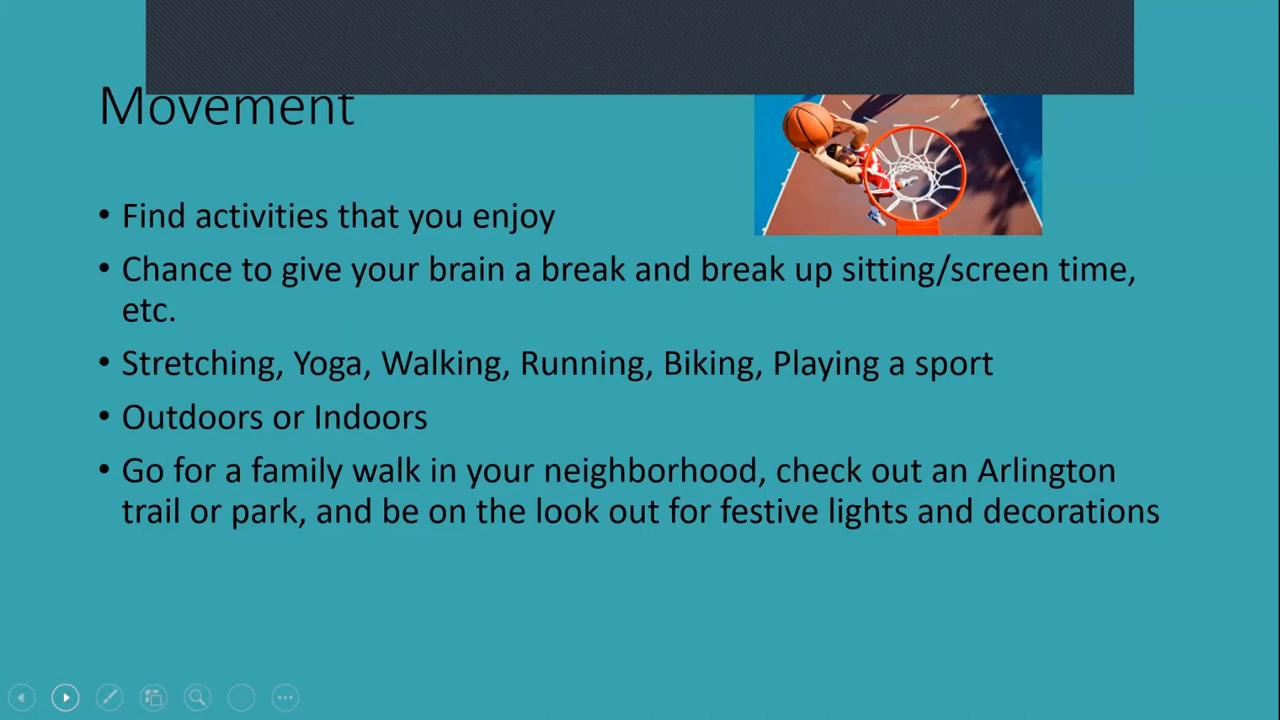 Movement
• Find activities that you enjoy
• Chance to give your brain a break and break up sitting/screen time,
etc.
• Stretching, Yoga, Walking, Running, Biking, Playing a sport
• Outdoors or Indoors
• Go for a family walk in your neighborhood, check out an Arlington
trail or park, and be on the look out for festive lights and decorations